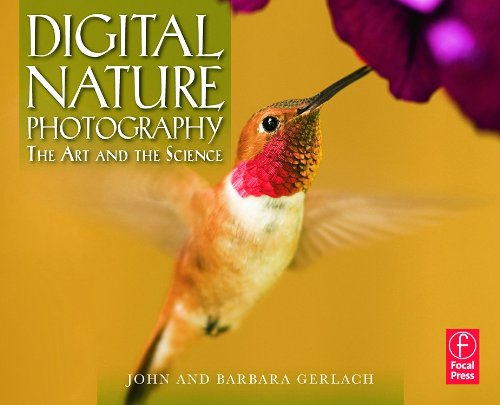 DIGITAL
NATURE
PHOTOGRAPHY
THE ART AND THE SCIENCE
JOHN AND BARBARA GERLACH
f
Focal
Press